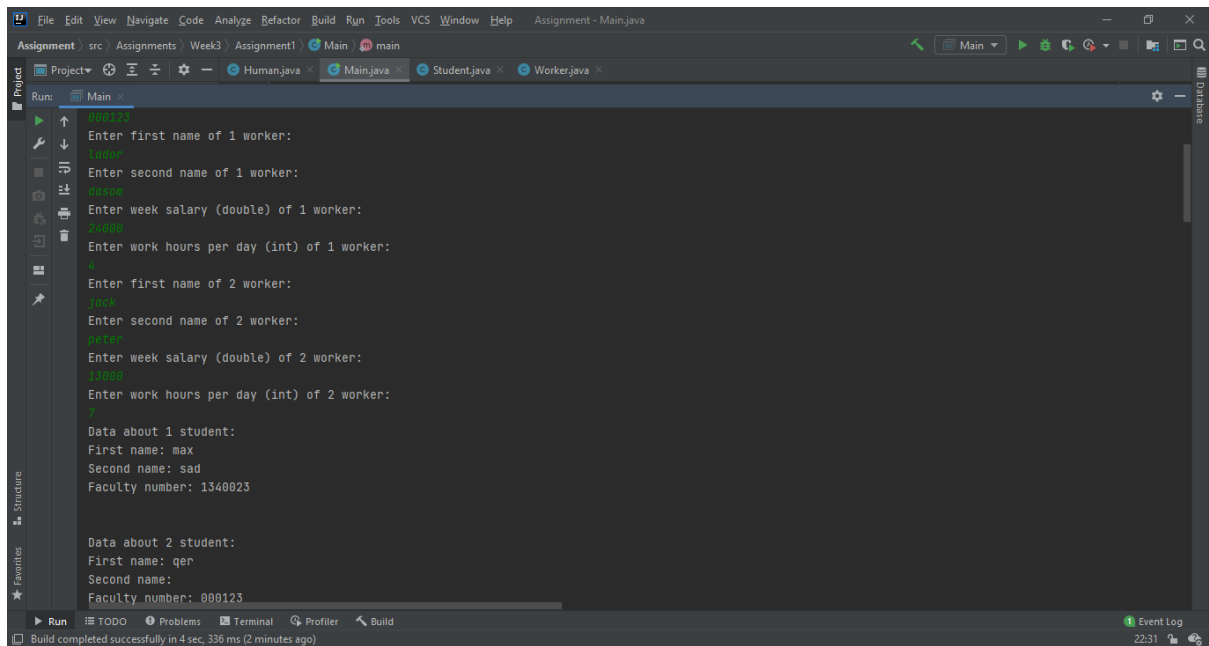 File Edit View Navigate Code Analyze Refactor Build Run Tools VCS Window Help Assignment - Main.java
Assignment src Assignments Week3 Assignment1 Main main Main
Project Human.java Main.java Student.java Worker.java
Project
Database
Run: Main
000123
Enter first name of 1 worker:
lador
Enter second name of 1 worker:
dasom
Enter week salary (double) of 1 worker:
24000
Enter work hours per day (int) of 1 worker:
4
Enter first name of 2 worker:
jack
Enter second name of 2 worker:
peter
Enter week salary (double) of 2 worker:
13000
Enter work hours per day (int) of 2 worker:
7
Data about 1 student:
First name: max
Second name: sad
Faculty number: 1340023
Data about 2 student:
First name: qer
Second name:
Faculty number: 000123
Structure
Favorites
Run TODO Problems Terminal Profiler Build 1 Event Log
Build completed successfully in 4 sec, 336 ms (2 minutes ago) 22:31